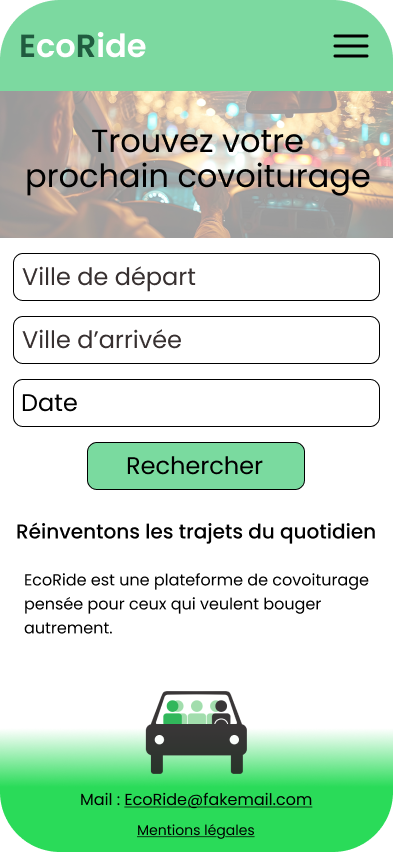 EcoRide
Trouvez votre
prochain covoiturage
Ville de départ
Ville d’arrivée
Date
Rechercher
Réinventons les trajets du quotidien
EcoRide est une plateforme de covoiturage
pensée pour ceux qui veulent bouger
autrement.
Mail : EcoRide@fakemail.com
Mentions légales